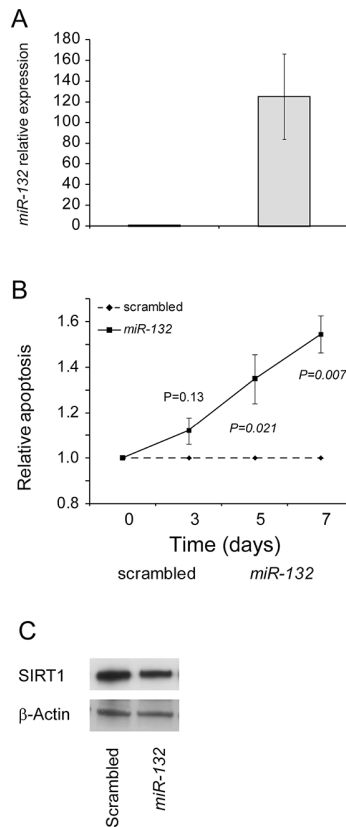 A
miR-132 relative expression
180
160
140
120
100
80
60
40
20
0
B
scrambled
miR-132
Relative apoptosis
1.6
1.4
1.2
1.0
0.8
P=0.13
P=0.021
P=0.007
0 3 5 7
Time (days)
scrambled miR-132
C
SIRT1
β-Actin
Scrambled
miR-132